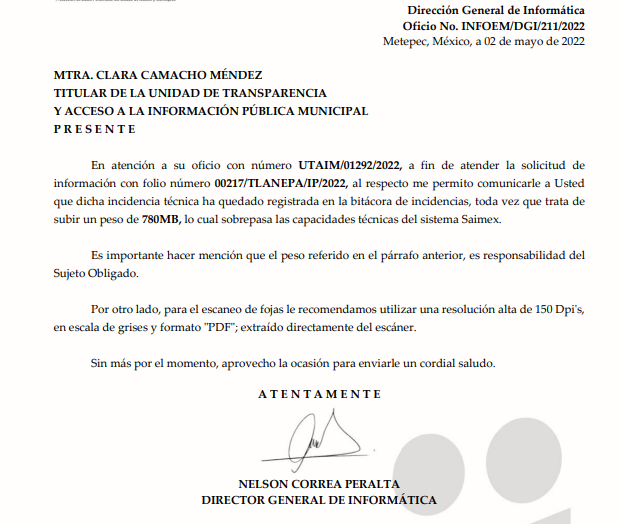 Dirección General de Informática
Oficio No. INFOEM/DGI/211/2022
Metepec, México, a 02 de mayo de 2022
MTRA. CLARA CAMACHO MÉNDEZ
TITULAR DE LA UNIDAD DE TRANSPARENCIA
Y ACCESO A LA INFORMACIÓN PÚBLICA MUNICIPAL
P R E S E N T E
En atención a su oficio con número UTAIM/01292/2022, a fin de atender la solicitud de
información con folio número 00217/TLANEPA/IP/2022, al respecto me permito comunicarle a Usted
que dicha incidencia técnica ha quedado registrada en la bitácora de incidencias, toda vez que trata de
subir un peso de 780MB, lo cual sobrepasa las capacidades técnicas del sistema Saimex.
Es importante hacer mención que el peso referido en el párrafo anterior, es responsabilidad del
Sujeto Obligado.
Por otro lado, para el escaneo de fojas le recomendamos utilizar una resolución alta de 150 Dpi's,
en escala de grises y formato "PDF"; extraído directamente del escáner.
Sin más por el momento, aprovecho la ocasión para enviarle un cordial saludo.
A T E N T A M E N T E
NELSON CORREA PERALTA
DIRECTOR GENERAL DE INFORMÁTICA